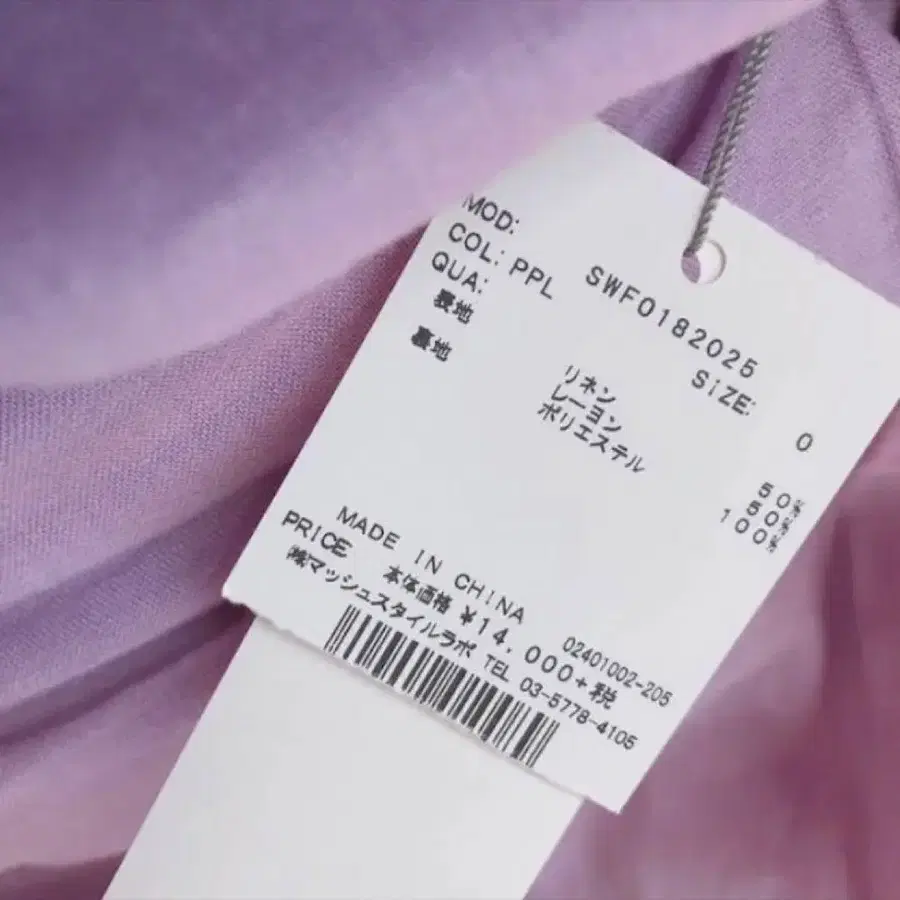 MOD: SWF0182025
COL: PPL SIZE: 0
QUA:
表地 リネン 50%
レーヨン 50%
裏地 ポリエステル 100%
MADE IN CHINA 02401002-205
PRICE 本体価格 ¥14,000+税
㈱マッシュスタイルラボ TEL 03-5778-4105